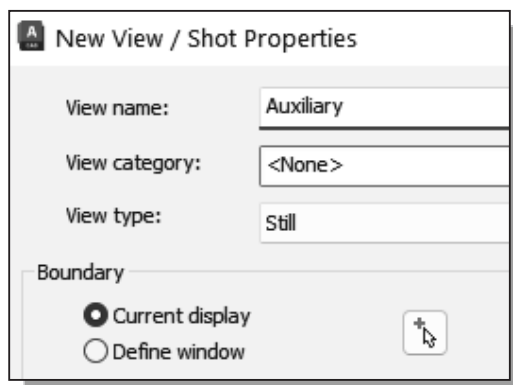 New View / Shot Properties
View name: Auxiliary
View category: <None>
View type: Still
Boundary
Current display
Define window